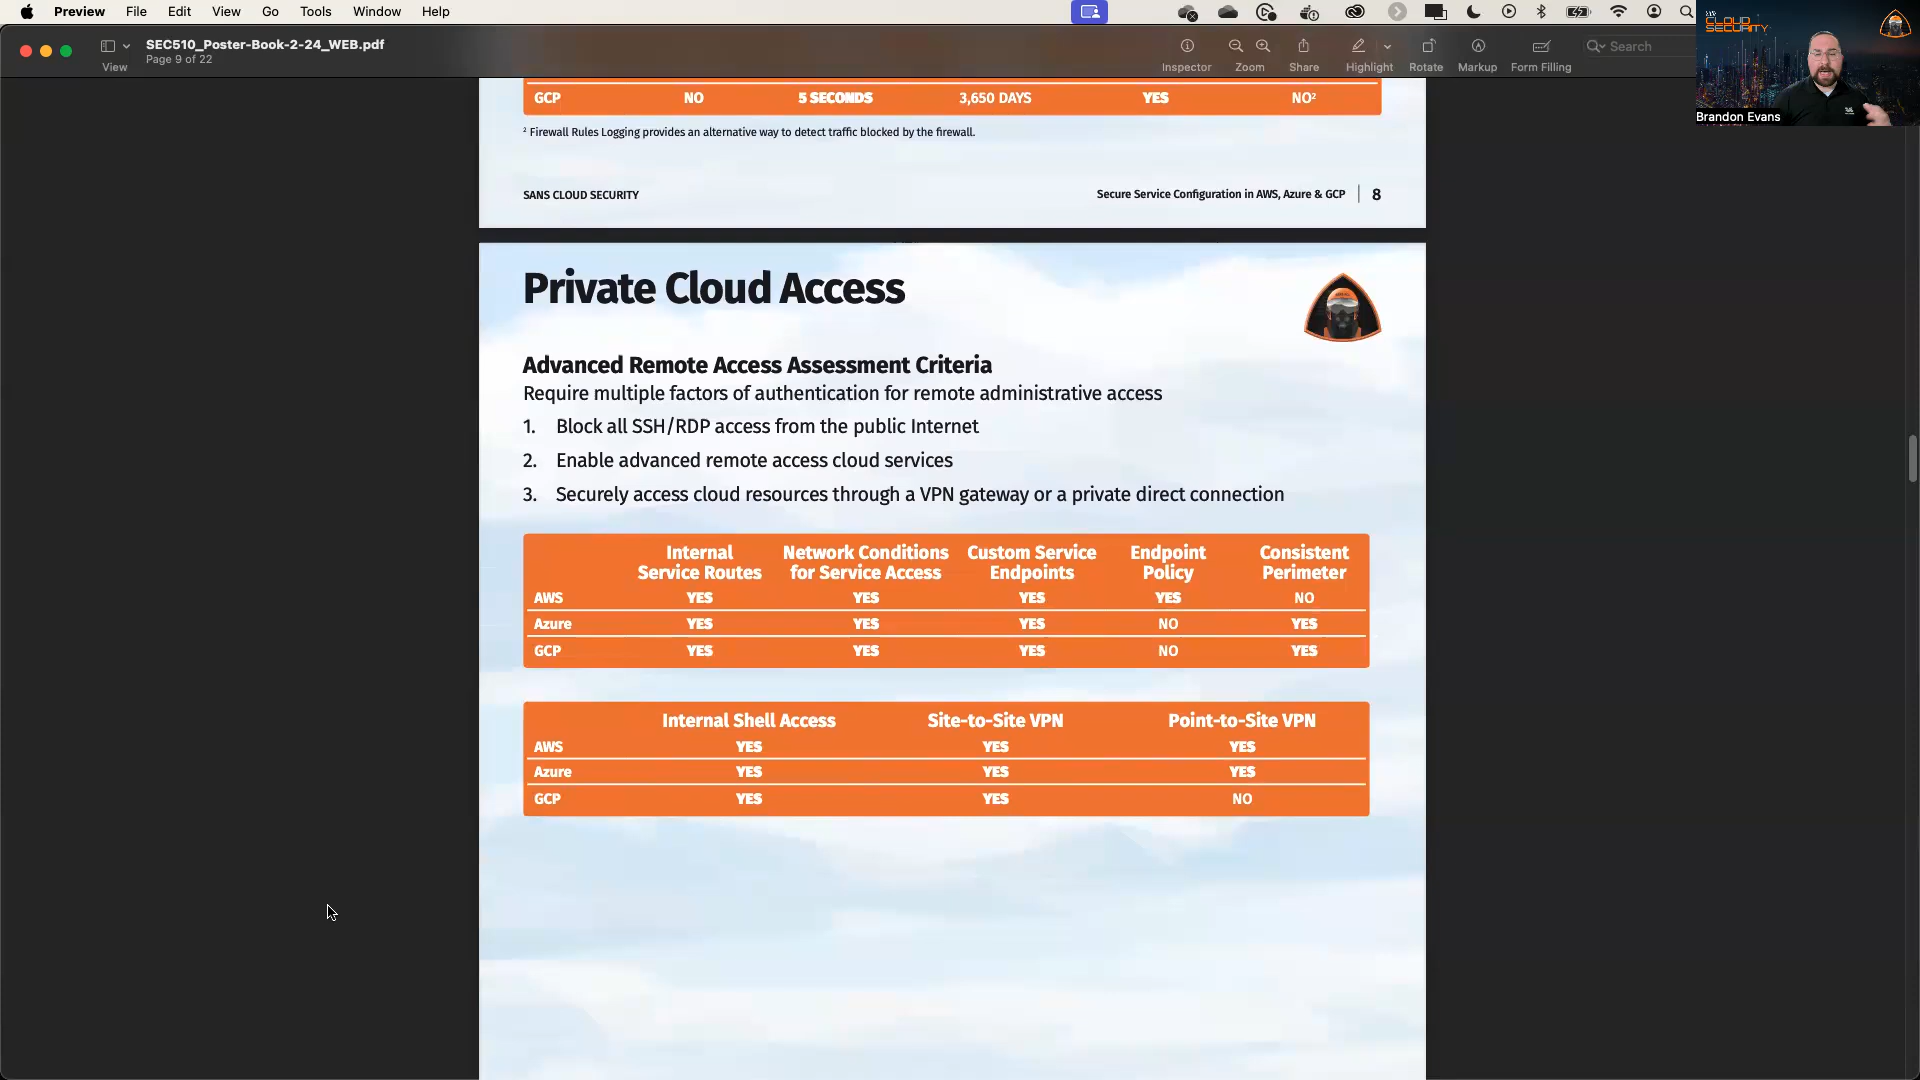 Preview File Edit View Go Tools Window Help
SEC510_Poster-Book-2-24_WEB.pdf
Page 9 of 22
View
Inspector Zoom Share Highlight Rotate Markup Form Filling
Search
CLOUD
SECURITY
Brandon Evans
GCP NO 5 SECONDS 3,650 DAYS YES NO²
² Firewall Rules Logging provides an alternative way to detect traffic blocked by the firewall.
SANS CLOUD SECURITY Secure Service Configuration in AWS, Azure & GCP | 8
Private Cloud Access
Advanced Remote Access Assessment Criteria
Require multiple factors of authentication for remote administrative access
1. Block all SSH/RDP access from the public Internet
2. Enable advanced remote access cloud services
3. Securely access cloud resources through a VPN gateway or a private direct connection
Internal Network Conditions Custom Service Endpoint Consistent
Service Routes for Service Access Endpoints Policy Perimeter
AWS YES YES YES YES NO
Azure YES YES YES NO YES
GCP YES YES YES NO YES
Internal Shell Access Site-to-Site VPN Point-to-Site VPN
AWS YES YES YES
Azure YES YES YES
GCP YES YES NO